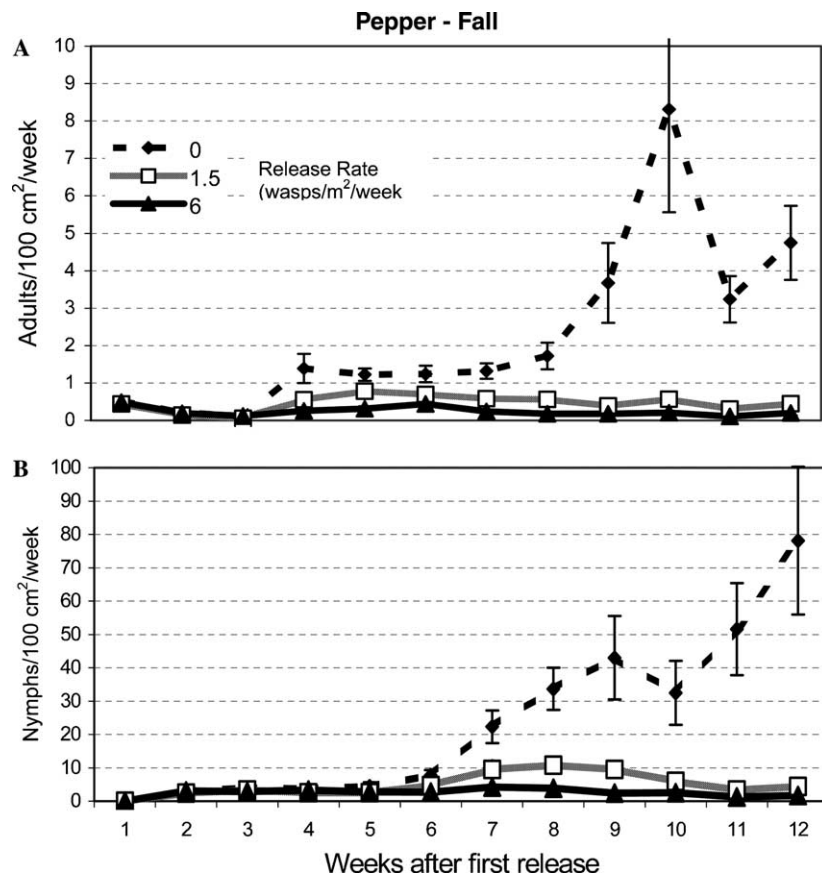 Pepper - Fall
A
10
9
8
7
6
5
4
3
2
1
0
Adults/100 cm²/week
0
1.5
6
Release Rate
(wasps/m²/week
B
100
90
80
70
60
50
40
30
20
10
0
Nymphs/100 cm²/week
1 2 3 4 5 6 7 8 9 10 11 12
Weeks after first release